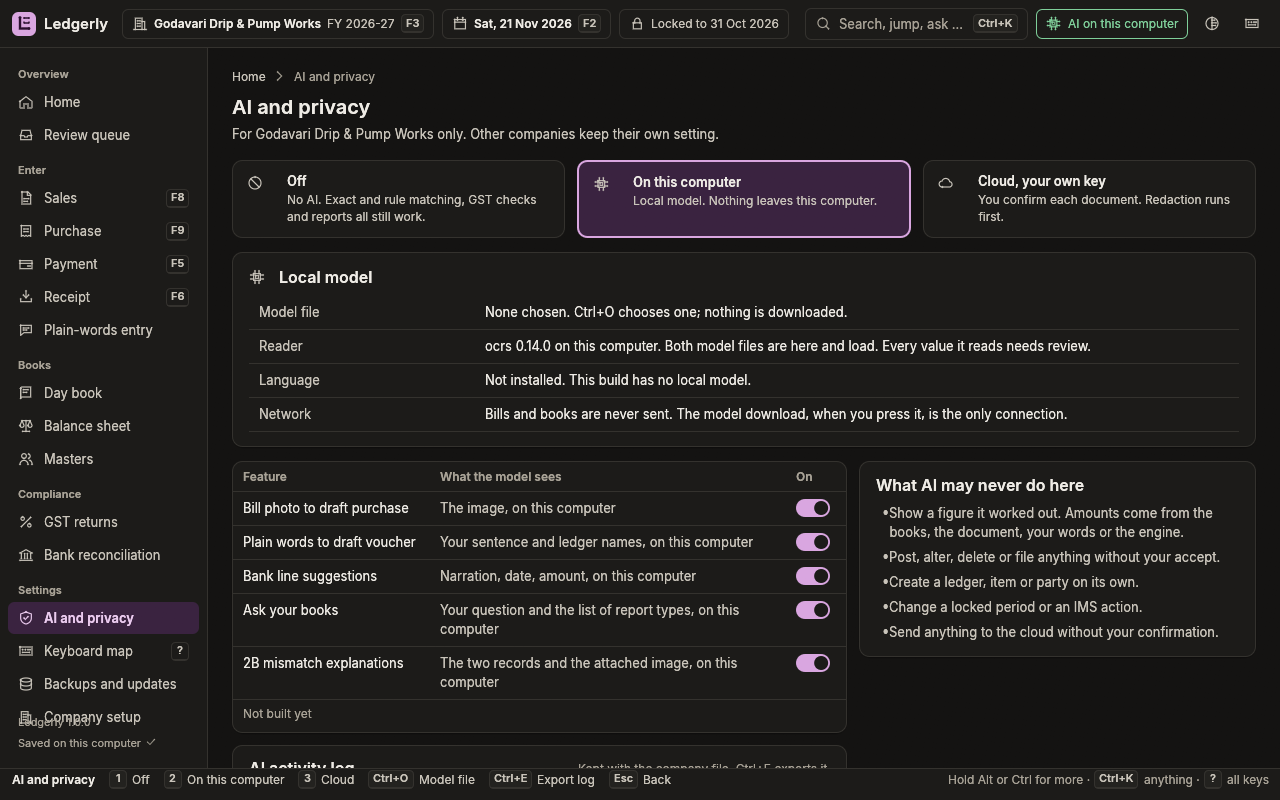 Ledgerly
Godavari Drip & Pump Works FY 2026-27 F3
Sat, 21 Nov 2026 F2
Locked to 31 Oct 2026
Search, jump, ask ... Ctrl+K
AI on this computer
Overview
Home
Review queue
Enter
Sales F8
Purchase F9
Payment F5
Receipt F6
Plain-words entry
Books
Day book
Balance sheet
Masters
Compliance
GST returns
Bank reconciliation
Settings
AI and privacy
Keyboard map ?
Backups and updates
Company setup
Saved on this computer
Home > AI and privacy
AI and privacy
For Godavari Drip & Pump Works only. Other companies keep their own setting.
Off
No AI. Exact and rule matching, GST checks
and reports all still work.
On this computer
Local model. Nothing leaves this computer.
Cloud, your own key
You confirm each document. Redaction runs
first.
Local model
Model file None chosen. Ctrl+O chooses one; nothing is downloaded.
Reader ocrs 0.14.0 on this computer. Both model files are here and load. Every value it reads needs review.
Language Not installed. This build has no local model.
Network Bills and books are never sent. The model download, when you press it, is the only connection.
Feature What the model sees On
Bill photo to draft purchase The image, on this computer
Plain words to draft voucher Your sentence and ledger names, on this computer
Bank line suggestions Narration, date, amount, on this computer
Ask your books Your question and the list of report types, on this
computer
2B mismatch explanations The two records and the attached image, on this
computer
Not built yet
What AI may never do here
•Show a figure it worked out. Amounts come from the
books, the document, your words or the engine.
•Post, alter, delete or file anything without your accept.
•Create a ledger, item or party on its own.
•Change a locked period or an IMS action.
•Send anything to the cloud without your confirmation.
AI activity log Kept with the company file. Ctrl+E exports it.
AI and privacy 1 Off 2 On this computer 3 Cloud Ctrl+O Model file Ctrl+E Export log Esc Back
Hold Alt or Ctrl for more · Ctrl+K anything · ? all keys